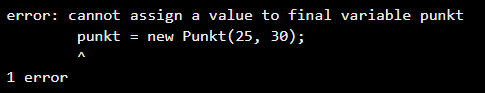 error: cannot assign a value to final variable punkt
        punkt = new Punkt(25, 30);
        ^
1 error